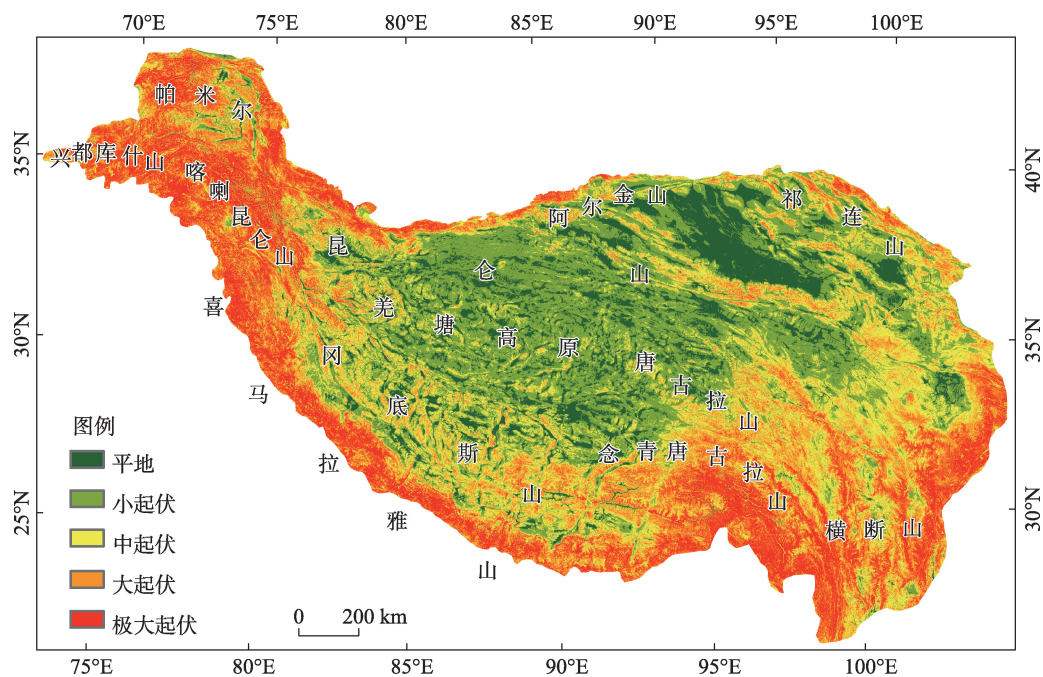 70°E 75°E 80°E 85°E 90°E 95°E 100°E
35°N
30°N
25°N
40°N
35°N
30°N
帕米尔
兴都库什山
喀喇昆仑山
昆仑山
阿尔金山
祁连山
羌塘高原
唐古拉山
冈底斯山
念青唐古拉山
喜马拉雅山
横断山
图例
平地
小起伏
中起伏
大起伏
极大起伏
0 200 km
75°E 80°E 85°E 90°E 95°E 100°E